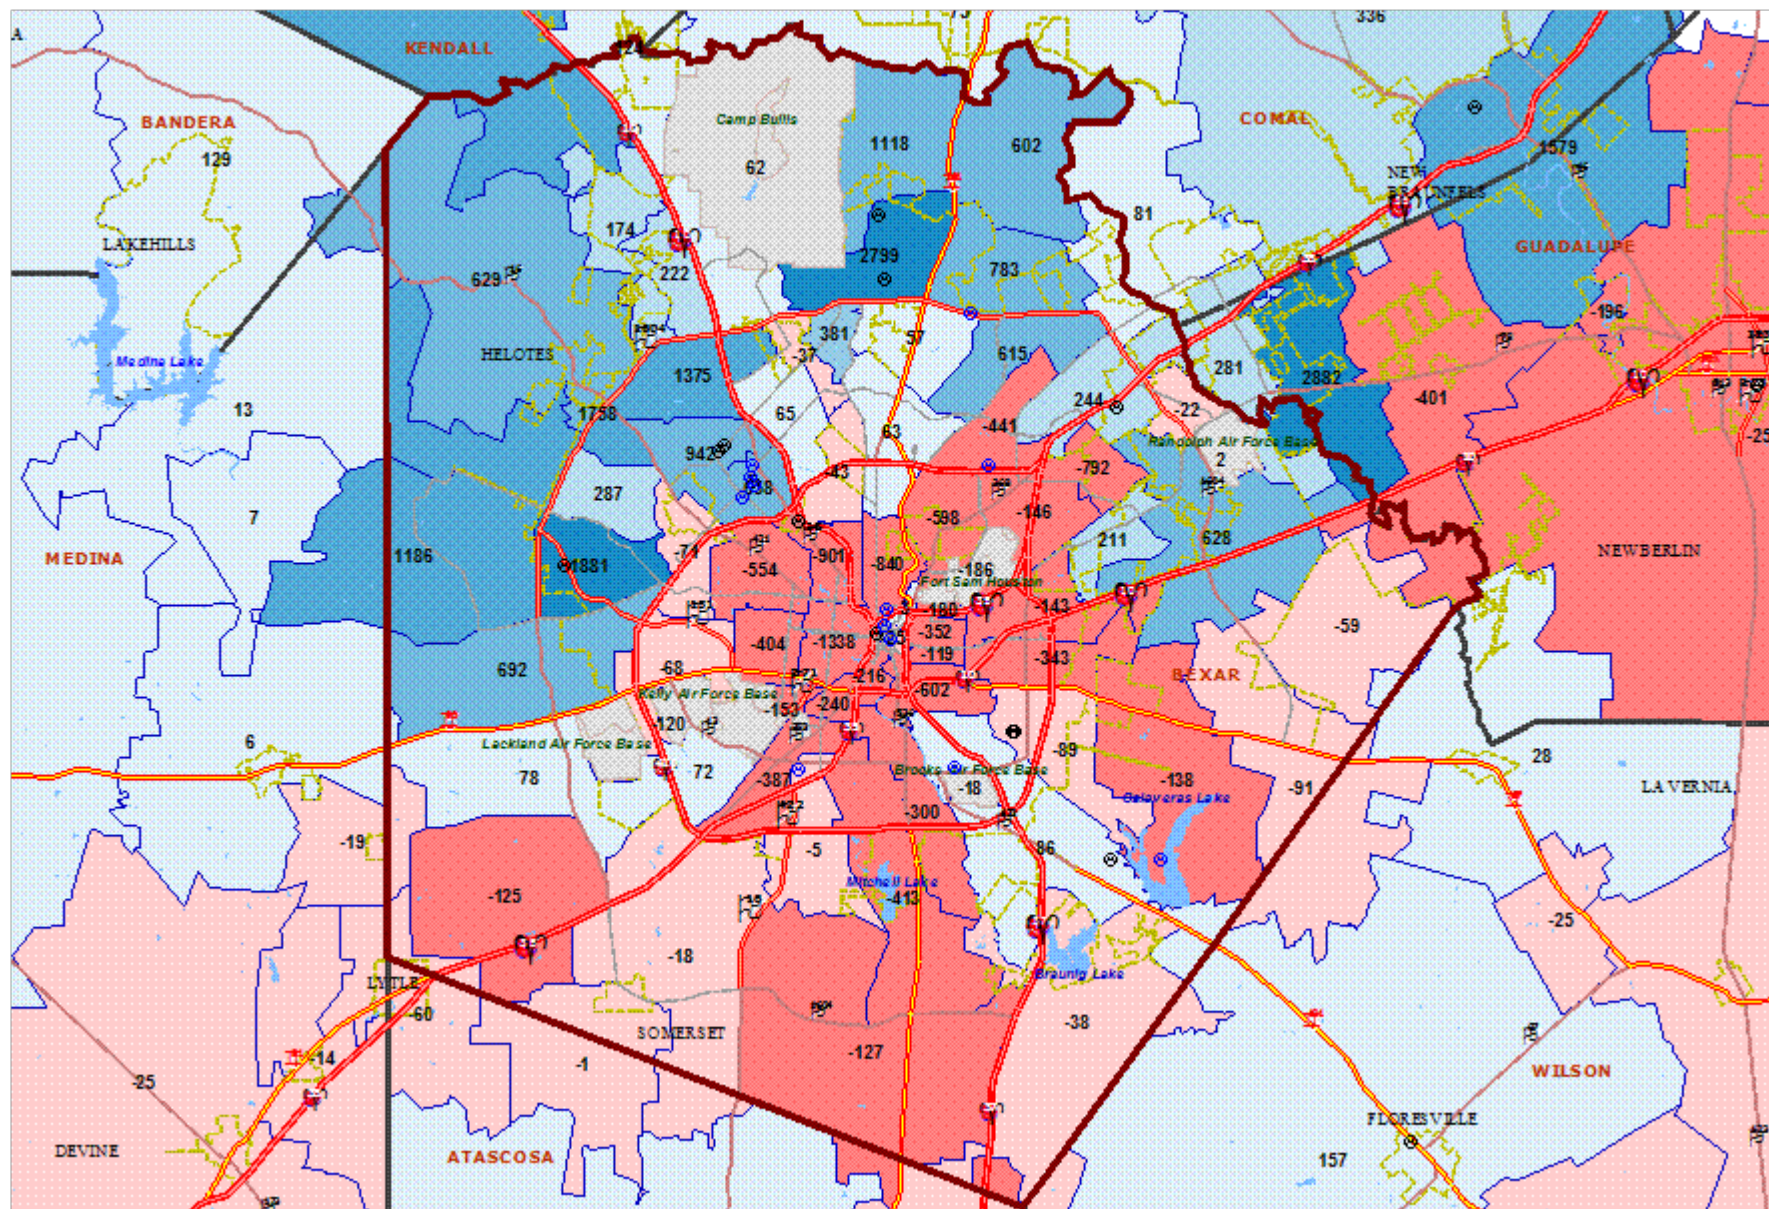 A
KENDALL
336
BANDERA
Camp Bullis
1118
602
COMAL
129
62
1579
NEW
BRAUNFELS
81
LAKEHILLS
174
GUADALUPE
2799
222
783
629
-196
381
57
HELOTES
-37
615
281
Medina Lake
1375
2882
-401
244
-22
13
1758
65
63
-441
-25
Randolph Air Force Base
942
2
-43
-792
287
7
-598
-146
1186
211
628
MEDINA
-71
-901
NEWBERLIN
1881
-554
-840
-186
Fort Sam Houston
-180
-143
-352
-59
-404
-1338
-119
-343
692
-68
-216
BEXAR
Kelly Air Force Base
-602
-153
-240
-120
6
Lackland Air Force Base
-89
28
78
72
-387
Brooks Air Force Base
-138
-18
-91
LA VERNIA
Calaveras Lake
-300
-19
-5
86
Mitchell Lake
-125
-413
-25
-18
Braunig Lake
LYTLE
-60
-38
SOMERSET
-127
-14
-1
WILSON
-25
FLORESVILLE
DEVINE
ATASCOSA
157